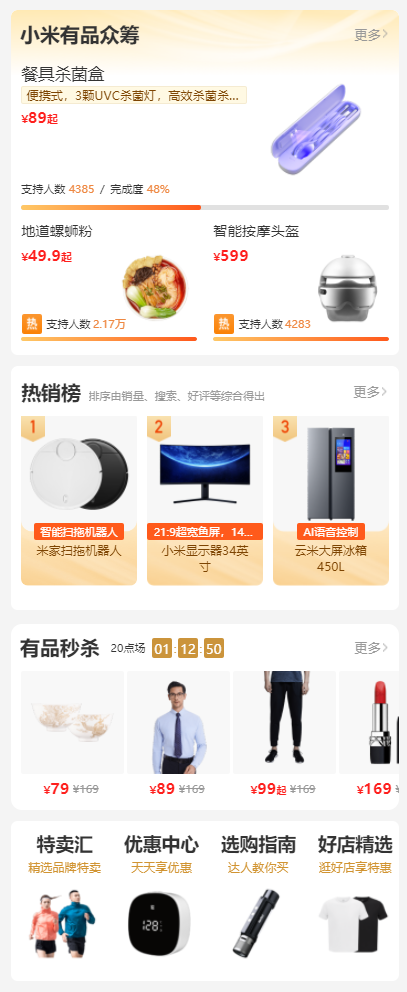 小米有品众筹 更多>
餐具杀菌盒
便携式，3颗UVC杀菌灯，高效杀菌杀...
¥89起
支持人数 4385 / 完成度 48%
地道螺蛳粉 智能按摩头盔
¥49.9起 ¥599
热 支持人数 2.17万 热 支持人数 4283
热销榜 排序由销量、搜索、好评等综合得出 更多>
1 2 3
智能扫拖机器人 21:9超宽鱼屏，14... AI语音控制
米家扫拖机器人 小米显示器34英 云米大屏冰箱
寸 450L
有品秒杀 20点场 01:12:50 更多>
¥79 ¥169 ¥89 ¥169 ¥99起 ¥169 ¥169
特卖汇 优惠中心 选购指南 好店精选
精选品牌特卖 天天享优惠 达人教你买 逛好店享特惠
128